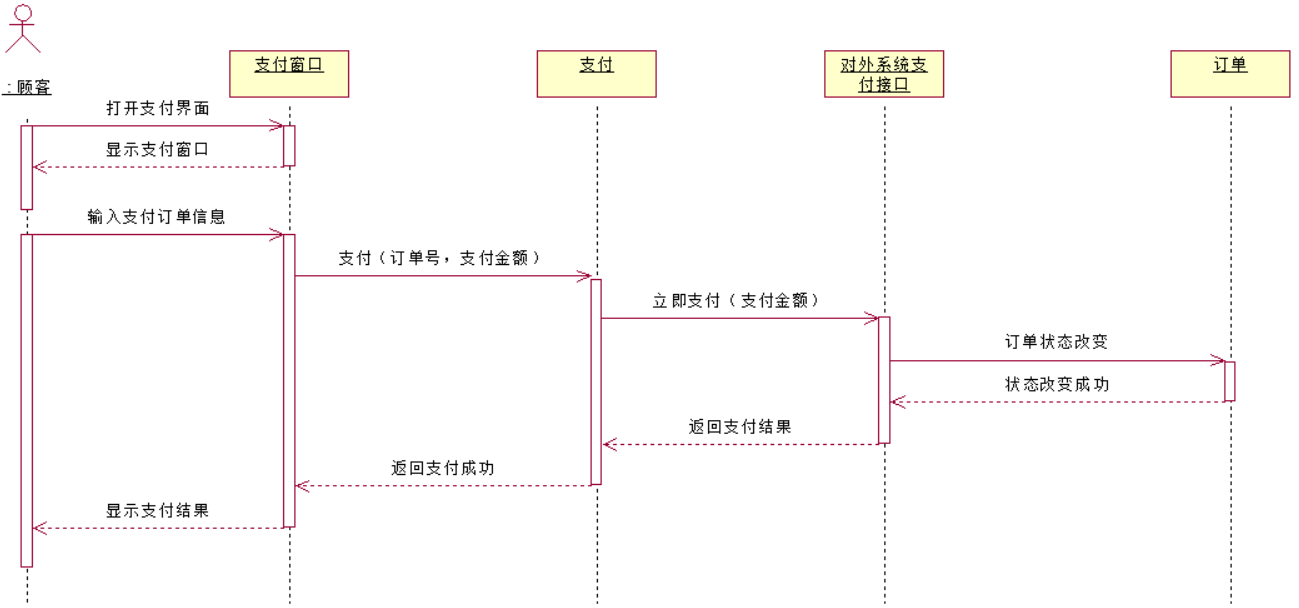 :顾客
支付窗口
支付
对外系统支
付接口
订单
打开支付界面
显示支付窗口
输入支付订单信息
支付（订单号，支付金额）
立即支付（支付金额）
订单状态改变
状态改变成功
返回支付结果
返回支付成功
显示支付结果